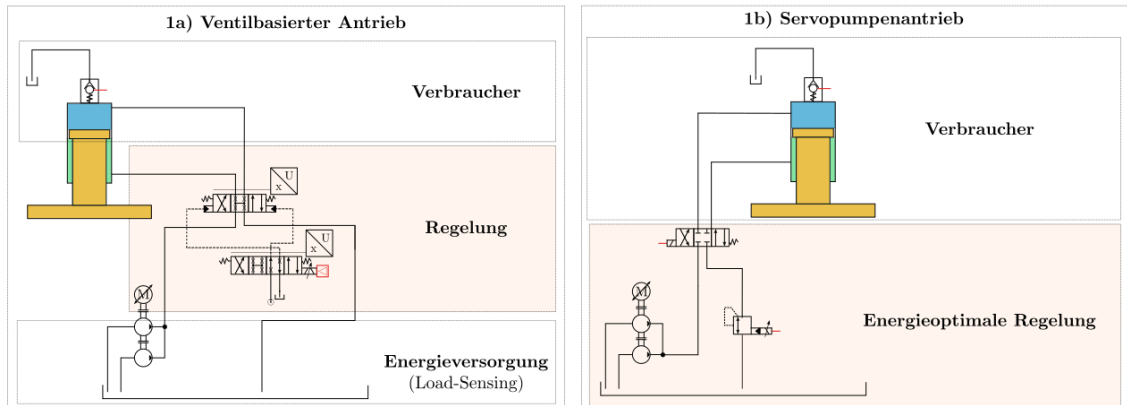 1a) Ventilbasierter Antrieb
Verbraucher
U
x
Regelung
U
x
M
Energieversorgung
(Load-Sensing)
1b) Servopumpenantrieb
Verbraucher
M
Energieoptimale Regelung